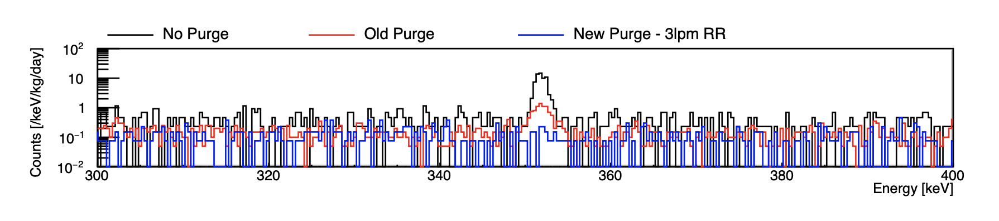 No Purge Old Purge New Purge - 3lpm RR
Counts [/keV/kg/day]
10²
10
1
10⁻¹
10⁻²
300 320 340 360 380 400
Energy [keV]